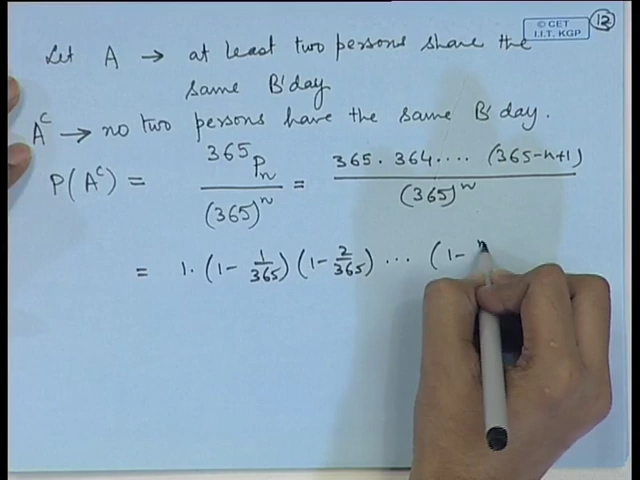 © CET
I.I.T. KGP
12
Let A → at least two persons share the
same B'day
A^c → no two persons have the same B'day.
P(A^c) = 365Pn / (365)^n = 365. 364.... (365-n+1) / (365)^n
= 1. (1 - 1/365) (1 - 2/365) ... (1 -